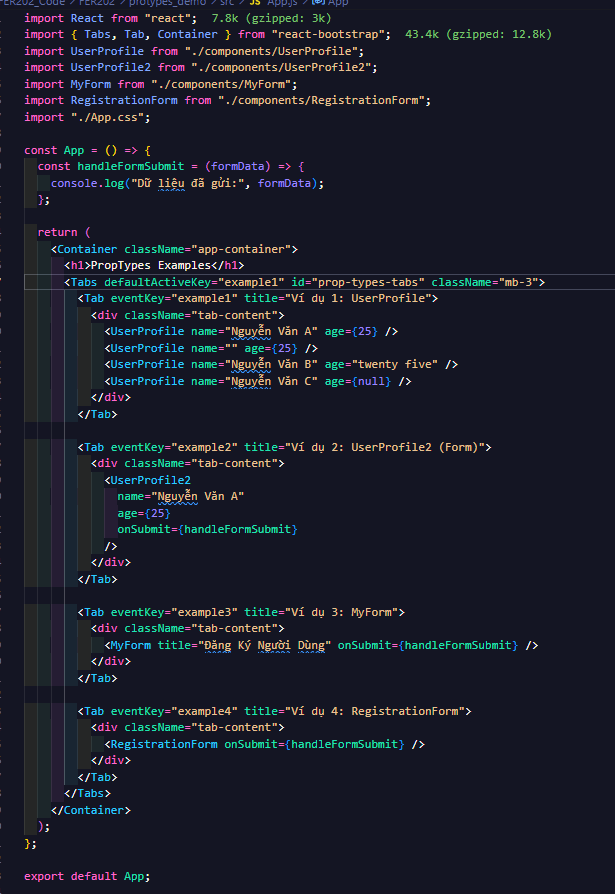 FER202_Code > FER202 > protypes_demo > src > JS App.js > App
import React from "react";  7.8k (gzipped: 3k)
import { Tabs, Tab, Container } from "react-bootstrap";  43.4k (gzipped: 12.8k)
import UserProfile from "./components/UserProfile";
import UserProfile2 from "./components/UserProfile2";
import MyForm from "./components/MyForm";
import RegistrationForm from "./components/RegistrationForm";
import "./App.css";

const App = () => {
  const handleFormSubmit = (formData) => {
    console.log("Dữ liệu đã gửi:", formData);
  };

  return (
    <Container className="app-container">
      <h1>PropTypes Examples</h1>
      <Tabs defaultActiveKey="example1" id="prop-types-tabs" className="mb-3">
        <Tab eventKey="example1" title="Ví dụ 1: UserProfile">
          <div className="tab-content">
            <UserProfile name="Nguyễn Văn A" age={25} />
            <UserProfile name="" age={25} />
            <UserProfile name="Nguyễn Văn B" age="twenty five" />
            <UserProfile name="Nguyễn Văn C" age={null} />
          </div>
        </Tab>

        <Tab eventKey="example2" title="Ví dụ 2: UserProfile2 (Form)">
          <div className="tab-content">
            <UserProfile2
              name="Nguyễn Văn A"
              age={25}
              onSubmit={handleFormSubmit}
            />
          </div>
        </Tab>

        <Tab eventKey="example3" title="Ví dụ 3: MyForm">
          <div className="tab-content">
            <MyForm title="Đăng Ký Người Dùng" onSubmit={handleFormSubmit} />
          </div>
        </Tab>

        <Tab eventKey="example4" title="Ví dụ 4: RegistrationForm">
          <div className="tab-content">
            <RegistrationForm onSubmit={handleFormSubmit} />
          </div>
        </Tab>
      </Tabs>
    </Container>
  );
};

export default App;